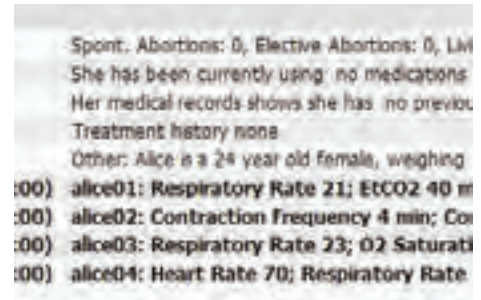 Spont. Abortions: 0, Elective Abortions: 0, Livi
She has been currently using no medications
Her medical records shows she has no previou
Treatment history none
Other: Alice is a 24 year old female, weighing
:00) alice01: Respiratory Rate 21; EtCO2 40 m
:00) alice02: Contraction Frequency 4 min; Co
:00) alice03: Respiratory Rate 23; O2 Saturati
:00) alice04: Heart Rate 70; Respiratory Rate